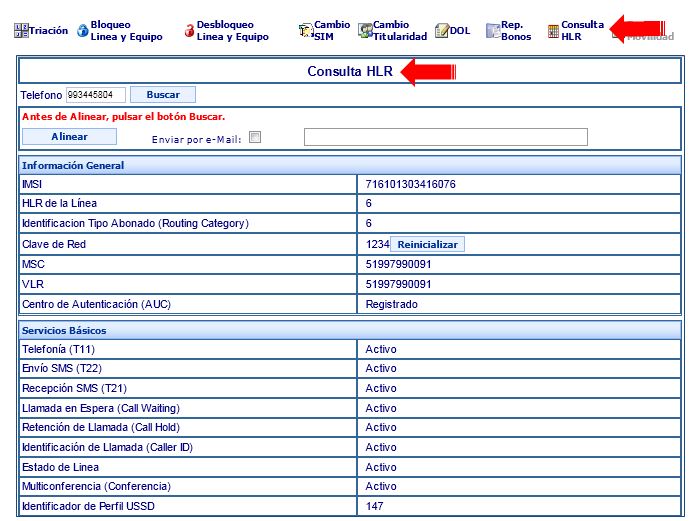 Triación
Bloqueo
Linea y Equipo
Desbloqueo
Linea y Equipo
Cambio
SIM
Cambio
Titularidad
DOL
Rep.
Bonos
Consulta
HLR
Movilidad
Consulta HLR
Telefono 993445804 Buscar
Antes de Alinear, pulsar el botón Buscar.
Alinear Enviar por e-Mail:
Información General
IMSI 716101303416076
HLR de la Línea 6
Identificacion Tipo Abonado (Routing Category) 6
Clave de Red 1234 Reinicializar
MSC 51997990091
VLR 51997990091
Centro de Autenticación (AUC) Registrado
Servicios Básicos
Telefonía (T11) Activo
Envío SMS (T22) Activo
Recepción SMS (T21) Activo
Llamada en Espera (Call Waiting) Activo
Retención de Llamada (Call Hold) Activo
Identificación de Llamada (Caller ID) Activo
Estado de Linea Activo
Multiconferencia (Conferencia) Activo
Identificador de Perfil USSD 147